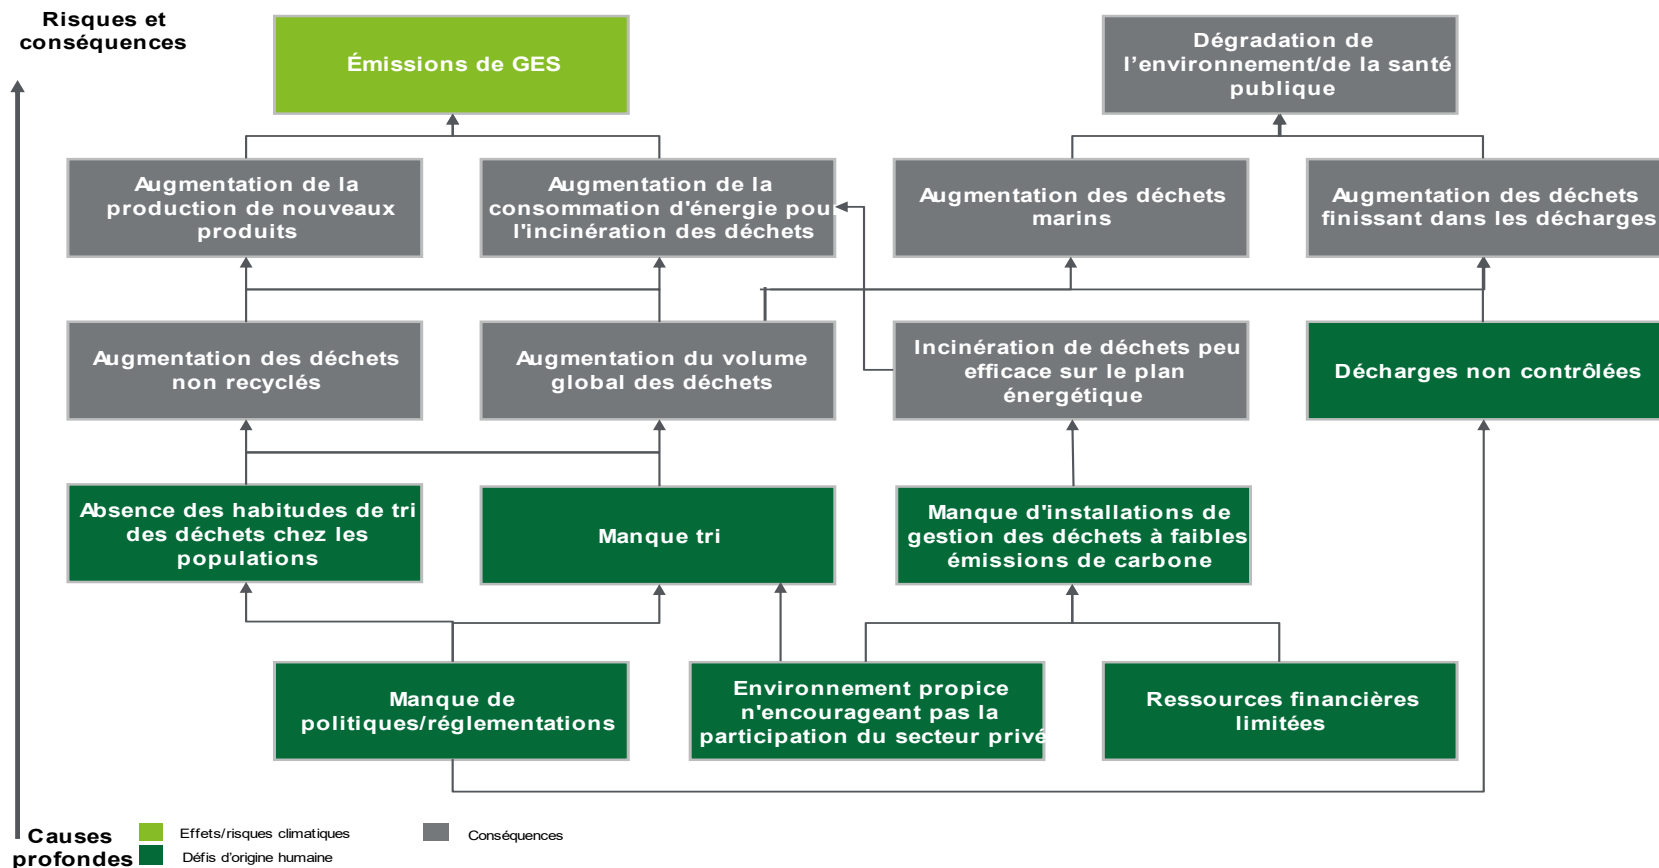 Risques et
conséquences
Émissions de GES
Dégradation de
l’environnement/de la santé
publique
Augmentation de la
production de nouveaux
produits
Augmentation de la
consommation d'énergie pour
l'incinération des déchets
Augmentation des déchets
marins
Augmentation des déchets
finissant dans les décharges
Augmentation des déchets
non recyclés
Augmentation du volume
global des déchets
Incinération de déchets peu
efficace sur le plan
énergétique
Décharges non contrôlées
Absence des habitudes de tri
des déchets chez les
populations
Manque tri
Manque d'installations de
gestion des déchets à faibles
émissions de carbone
Manque de
politiques/réglementations
Environnement propice
n'encourageant pas la
participation du secteur privé
Ressources financières
limitées
Causes
profondes
Effets/risques climatiques
Conséquences
Défis d'origine humaine